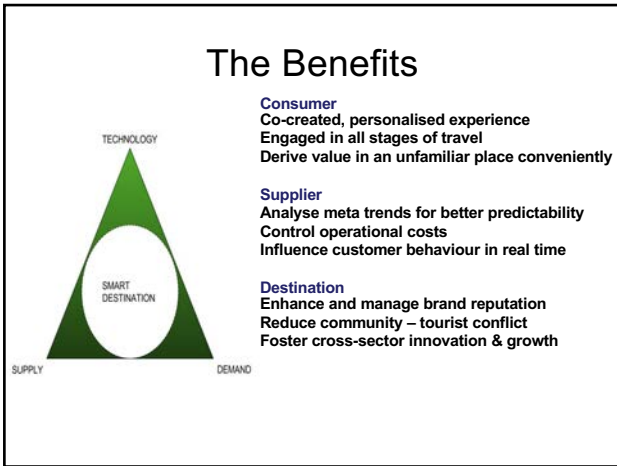 The Benefits
TECHNOLOGY
SMART
DESTINATION
SUPPLY
DEMAND
Consumer
Co-created, personalised experience
Engaged in all stages of travel
Derive value in an unfamiliar place conveniently
Supplier
Analyse meta trends for better predictability
Control operational costs
Influence customer behaviour in real time
Destination
Enhance and manage brand reputation
Reduce community – tourist conflict
Foster cross-sector innovation & growth